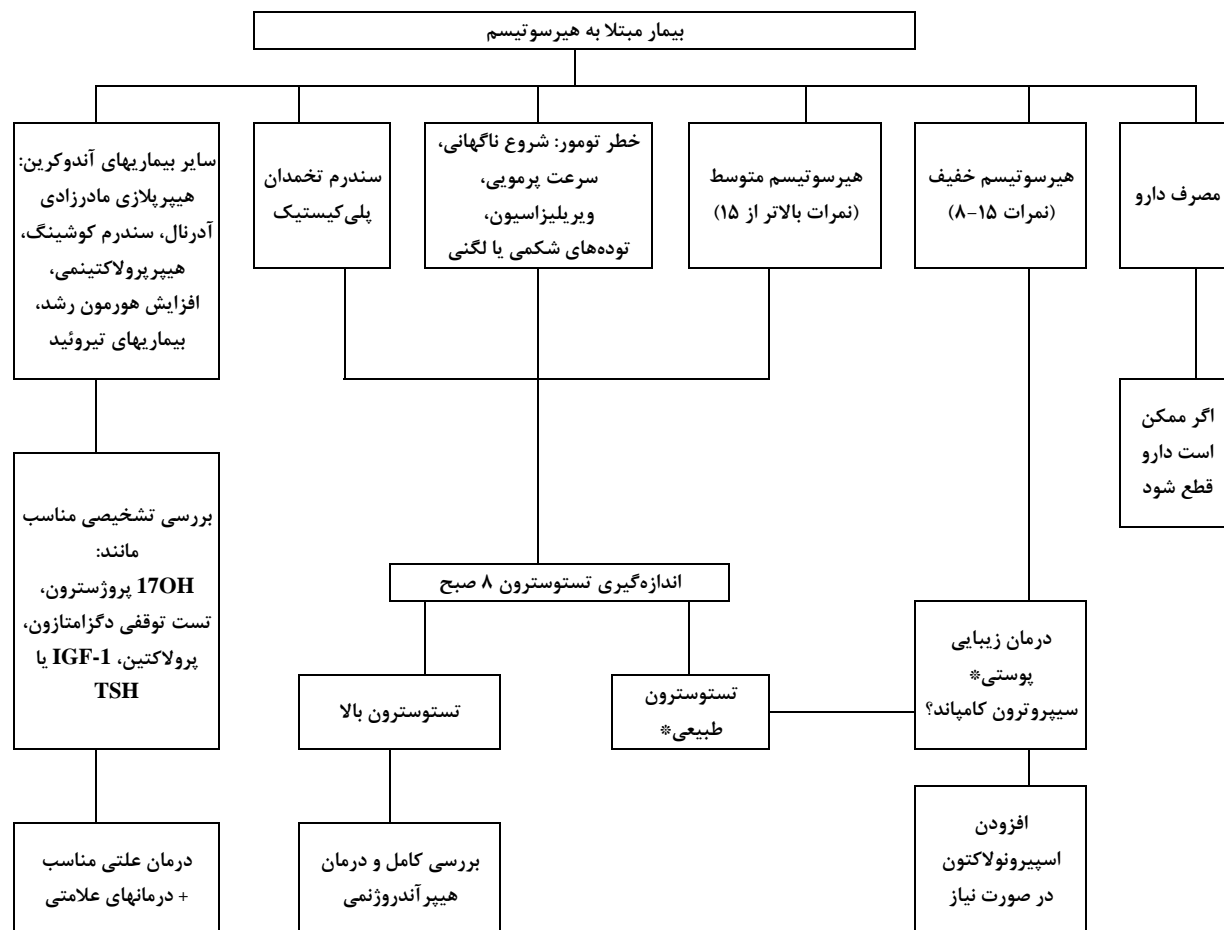 بیمار مبتلا به هیرسوتیسم
مصرف دارو
هیرسوتیسم خفیف
(نمرات ۱۵-۸)
هیرسوتیسم متوسط
(نمرات بالاتر از ۱۵)
خطر تومور: شروع ناگهانی،
سرعت پرمویی،
ویریلیزاسیون،
توده‌های شکمی یا لگنی
سندرم تخمدان
پلی‌کیستیک
سایر بیماریهای آندوکرین:
هیپرپلازی مادرزادی
آدرنال، سندرم کوشینگ،
هیپرپرولاکتینمی،
افزایش هورمون رشد،
بیماریهای تیروئید
اگر ممکن
است دارو
قطع شود
بررسی تشخیصی مناسب
مانند:
17OH پروژسترون،
تست توقفی دگزامتازون،
پرولاکتین، IGF-1 یا
TSH
اندازه‌گیری تستوسترون ۸ صبح
درمان زیبایی
پوستی*
سیپروترون کامپاند؟
تستوسترون
طبیعی*
تستوسترون بالا
افزودن
اسپیرونولاکتون
در صورت نیاز
بررسی کامل و درمان
هیپرآندروژنمی
درمان علتی مناسب
+ درمانهای علامتی